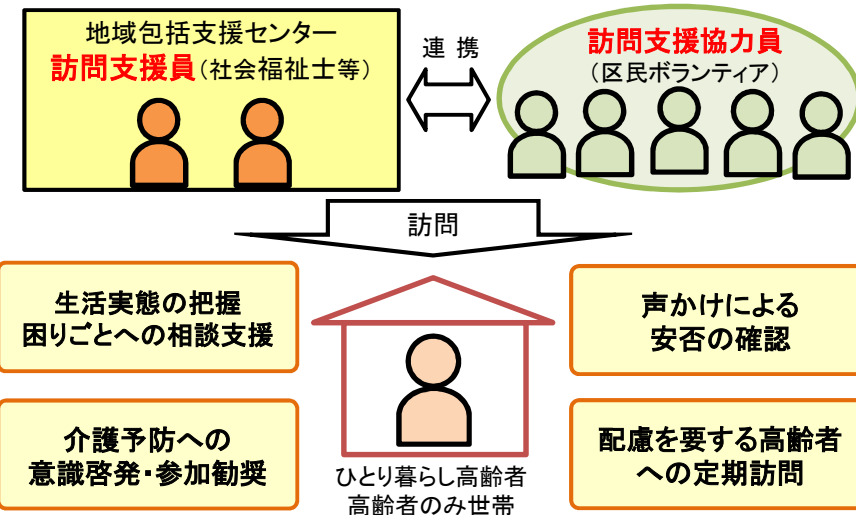 地域包括支援センター
訪問支援員(社会福祉士等)
連 携
訪問支援協力員
(区民ボランティア)
訪問
生活実態の把握
困りごとへの相談支援
声かけによる
安否の確認
介護予防への
意識啓発・参加勧奨
配慮を要する高齢者
への定期訪問
ひとり暮らし高齢者
高齢者のみ世帯